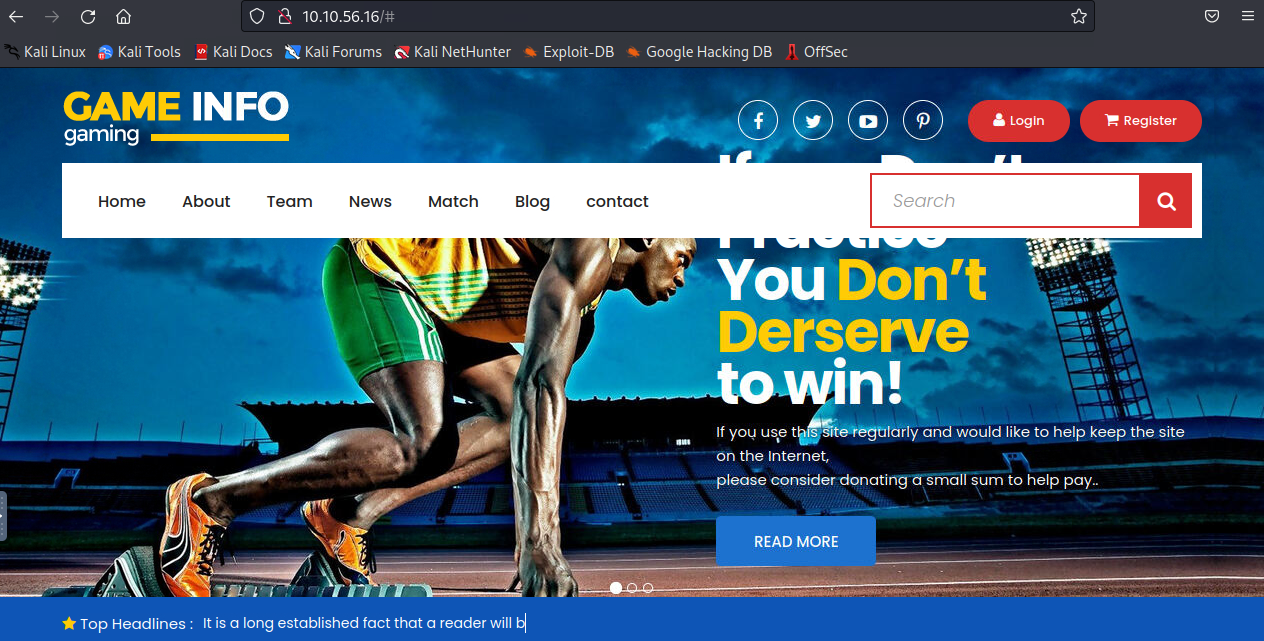 10.10.56.16/#
Kali Linux Kali Tools Kali Docs Kali Forums Kali NetHunter Exploit-DB Google Hacking DB OffSec
GAME INFO
gaming
Login Register
Home About Team News Match Blog contact Search
You Don’t
Derserve
to win!
If you use this site regularly and would like to help keep the site
on the Internet,
please consider donating a small sum to help pay..
READ MORE
Top Headlines : It is a long established fact that a reader will b